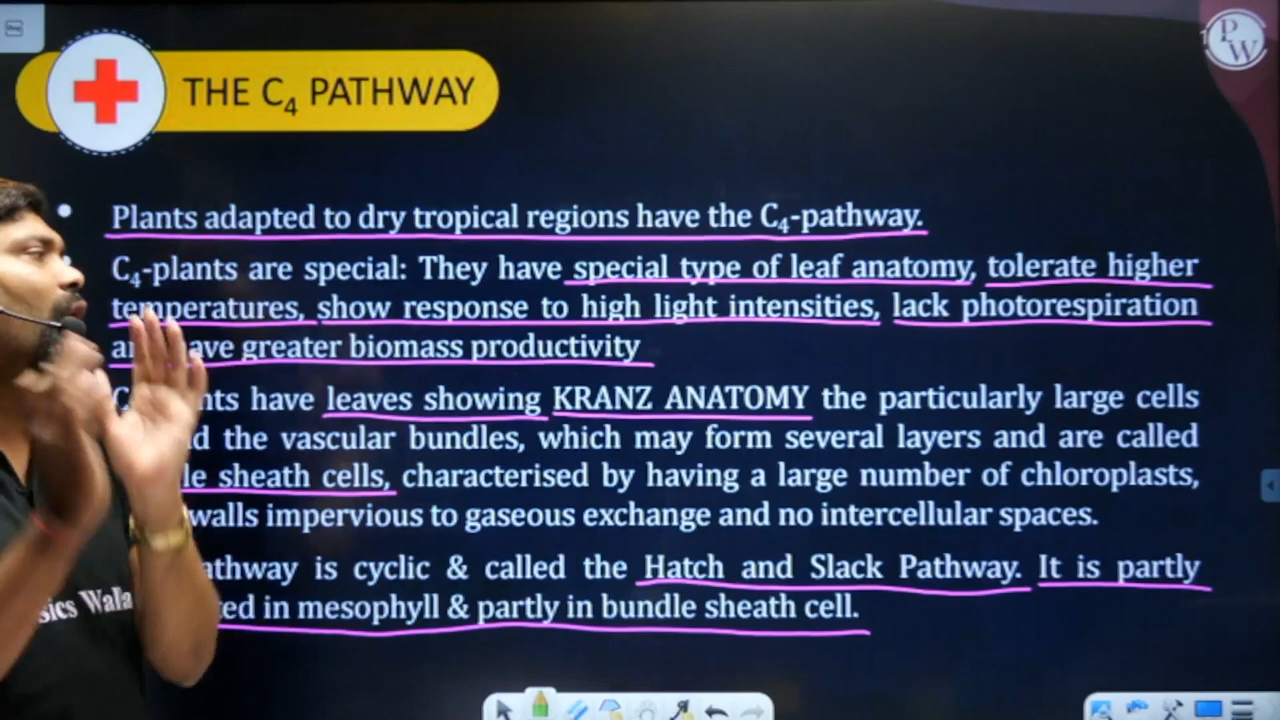 THE C₄ PATHWAY
P
W
Plants adapted to dry tropical regions have the C₄-pathway.
C₄-plants are special: They have special type of leaf anatomy, tolerate higher
temperatures, show response to high light intensities, lack photorespiration
ave greater biomass productivity
nts have leaves showing KRANZ ANATOMY the particularly large cells
d the vascular bundles, which may form several layers and are called
le sheath cells, characterised by having a large number of chloroplasts,
walls impervious to gaseous exchange and no intercellular spaces.
athway is cyclic & called the Hatch and Slack Pathway. It is partly
ted in mesophyll & partly in bundle sheath cell.
sics Walla